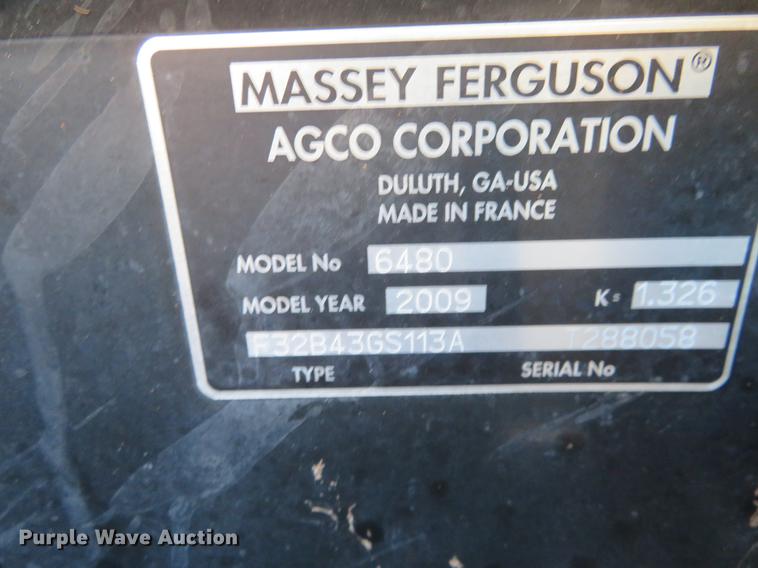 MASSEY FERGUSON®
AGCO CORPORATION
DULUTH, GA-USA
MADE IN FRANCE
MODEL No 6480
MODEL YEAR 2009 K= 1.326
F32B43GS113A T288058
TYPE SERIAL No
Purple Wave Auction